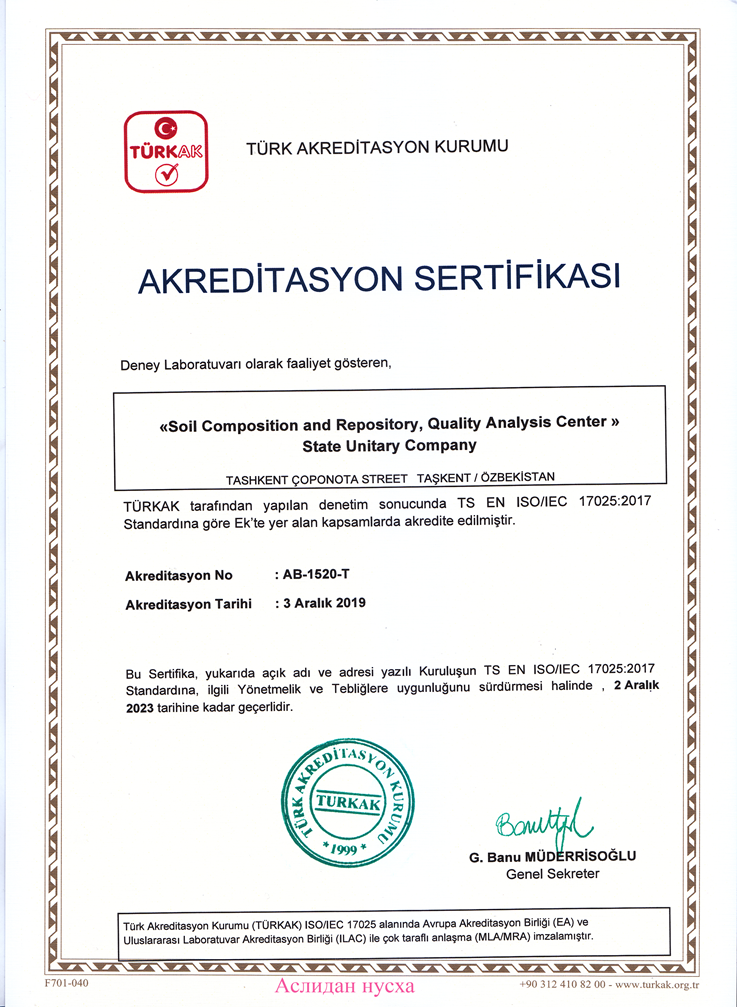 TÜRKAK
TÜRK AKREDİTASYON KURUMU
AKREDİTASYON SERTİFİKASI
Deney Laboratuvarı olarak faaliyet gösteren,
«Soil Composition and Repository, Quality Analysis Center »
State Unitary Company
TASHKENT ÇOPONOTA STREET TAŞKENT / ÖZBEKİSTAN
TÜRKAK tarafından yapılan denetim sonucunda TS EN ISO/IEC 17025:2017
Standardına göre Ek'te yer alan kapsamlarda akredite edilmiştir.
Akreditasyon No : AB-1520-T
Akreditasyon Tarihi : 3 Aralık 2019
Bu Sertifika, yukarıda açık adı ve adresi yazılı Kuruluşun TS EN ISO/IEC 17025:2017
Standardına, ilgili Yönetmelik ve Tebliğlere uygunluğunu sürdürmesi halinde , 2 Aralık
2023 tarihine kadar geçerlidir.
TÜRK AKREDİTASYON KURUMU
TURKAK
* 1999 *
G. Banu MÜDERRİSOĞLU
Genel Sekreter
Türk Akreditasyon Kurumu (TÜRKAK) ISO/IEC 17025 alanında Avrupa Akreditasyon Birliği (EA) ve
Uluslararası Laboratuvar Akreditasyon Birliği (ILAC) ile çok taraflı anlaşma (MLA/MRA) imzalamıştır.
F701-040
Аслидан нусха
+90 312 410 82 00 - www.turkak.org.tr